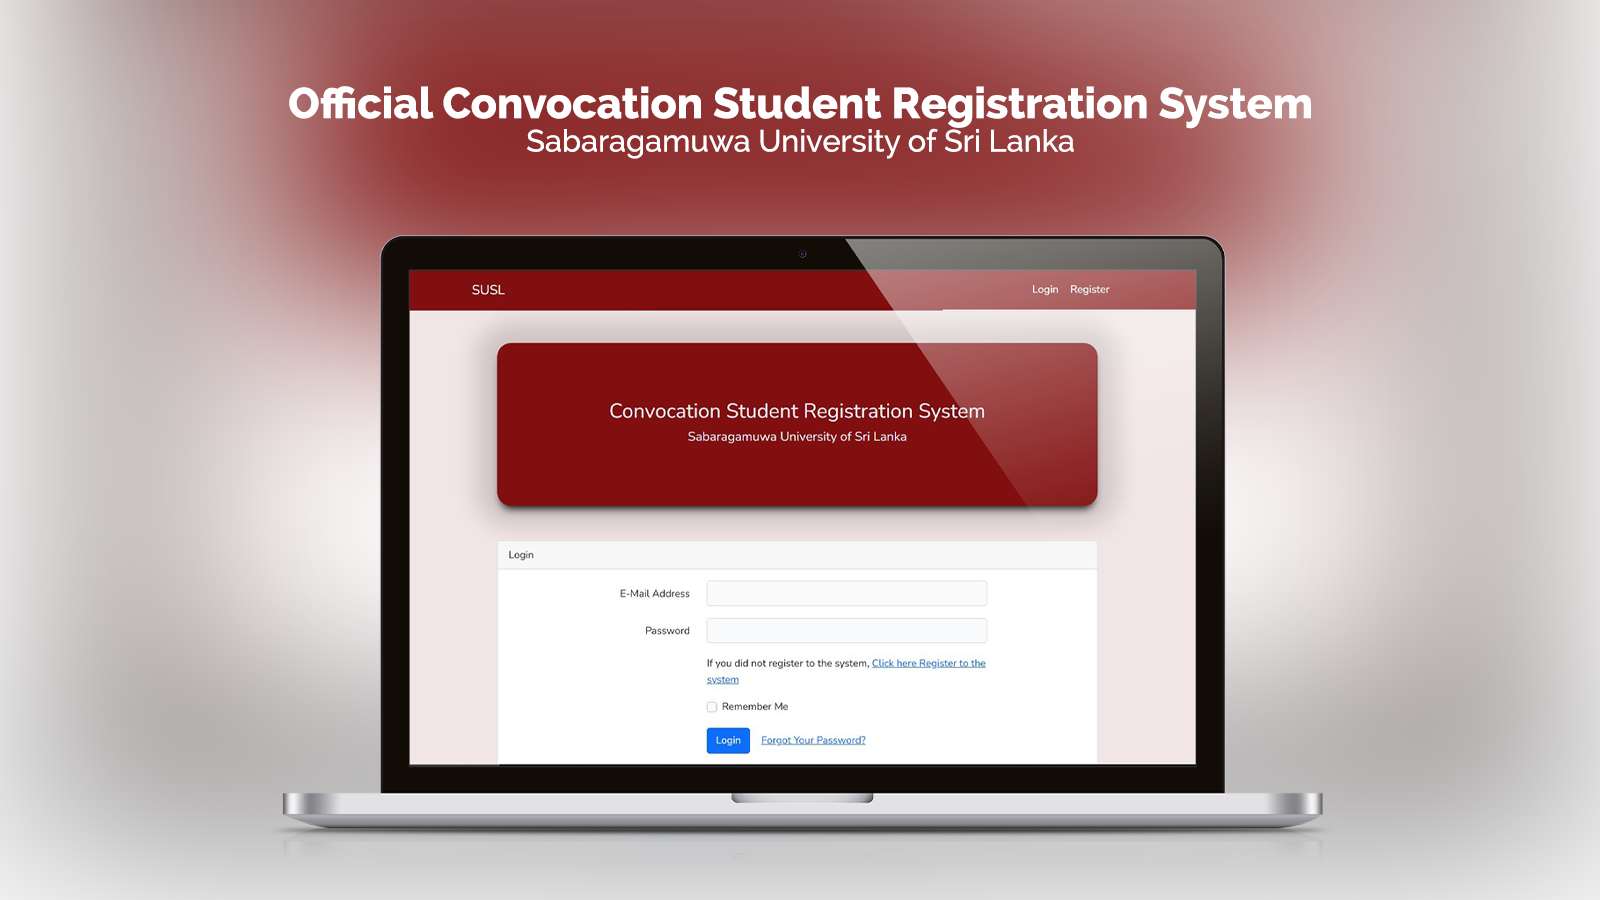 Official Convocation Student Registration System
Sabaragamuwa University of Sri Lanka
SUSL
Login Register
Convocation Student Registration System
Sabaragamuwa University of Sri Lanka
Login
E-Mail Address
Password
If you did not register to the system, Click here Register to the
system
Remember Me
Login Forgot Your Password?